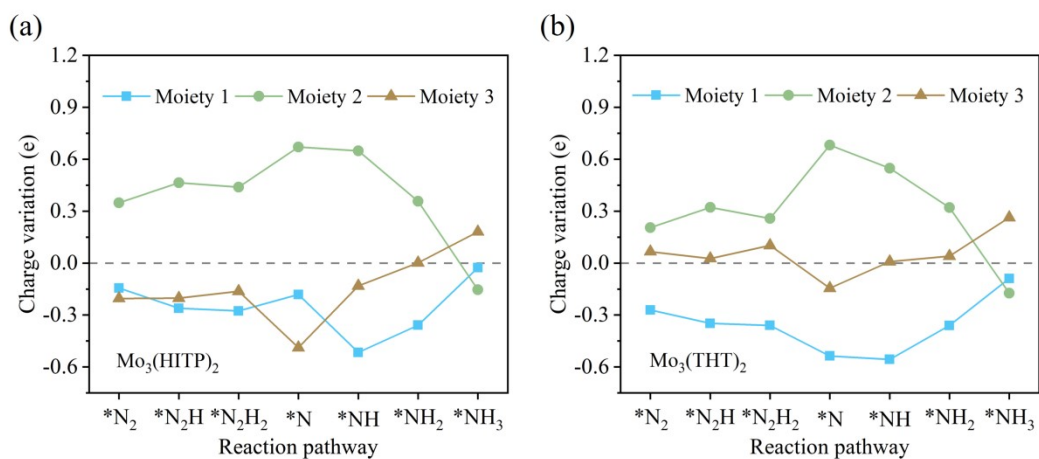 (a)
Charge variation (e)
1.2
0.9
0.6
0.3
0.0
-0.3
-0.6
Moiety 1 Moiety 2 Moiety 3
Mo₃(HITP)₂
*N₂ *N₂H *N₂H₂ *N *NH *NH₂ *NH₃
Reaction pathway
(b)
Charge variation (e)
1.2
0.9
0.6
0.3
0.0
-0.3
-0.6
Moiety 1 Moiety 2 Moiety 3
Mo₃(THT)₂
*N₂ *N₂H *N₂H₂ *N *NH *NH₂ *NH₃
Reaction pathway